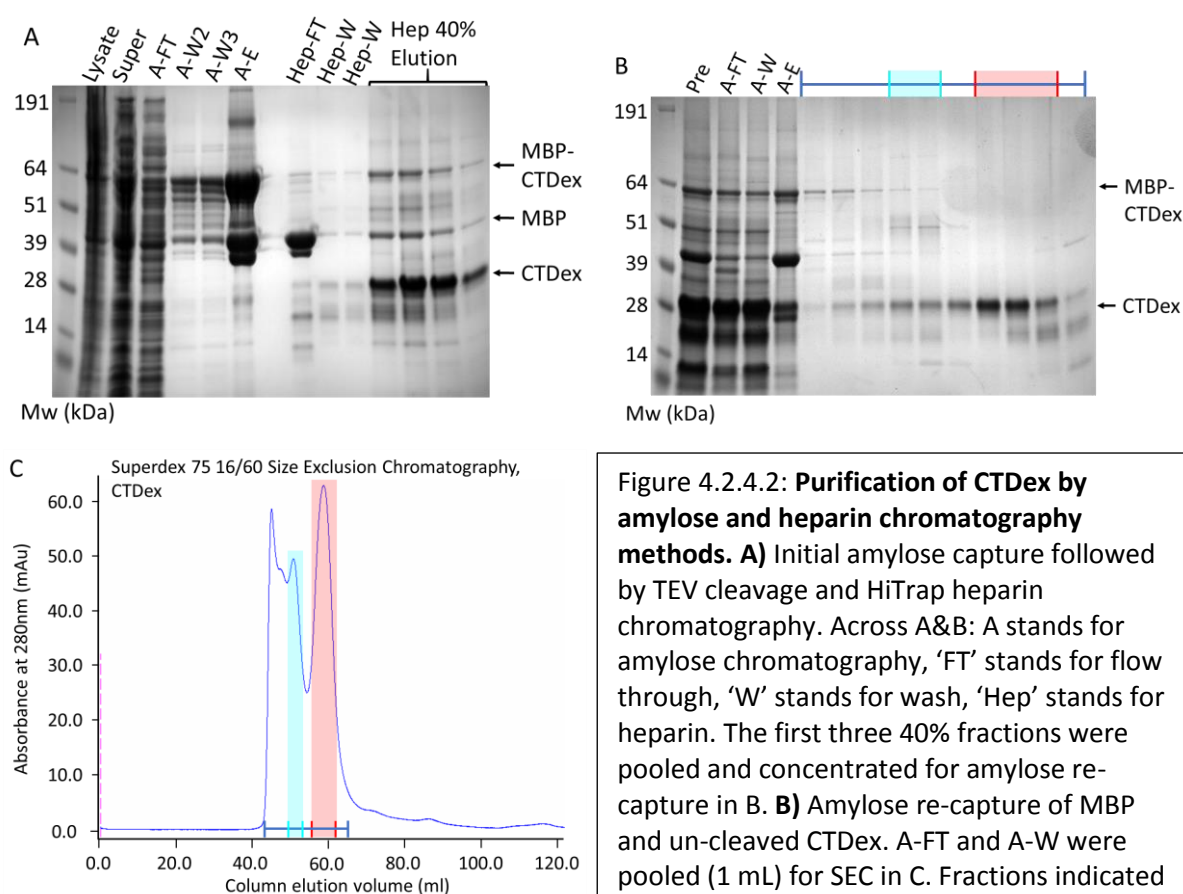 A
Lysate
Super
A-FT
A-W2
A-W3
A-E
Hep-FT
Hep-W
Hep-W
Hep 40%
Elution
191
64
51
39
28
14
MBP-
CTDex
MBP
CTDex
Mw (kDa)
B
Pre
A-FT
A-W
A-E
191
64
51
39
28
14
MBP-
CTDex
CTDex
Mw (kDa)
C
Superdex 75 16/60 Size Exclusion Chromatography,
CTDex
Absorbance at 280nm (mAu)
60.0
50.0
40.0
30.0
20.0
10.0
0.0
0.0
20.0
40.0
60.0
80.0
100.0
120.0
Column elution volume (ml)
Figure 4.2.4.2: Purification of CTDex by
amylose and heparin chromatography
methods. A) Initial amylose capture followed
by TEV cleavage and HiTrap heparin
chromatography. Across A&B: A stands for
amylose chromatography, ‘FT’ stands for flow
through, ‘W’ stands for wash, ‘Hep’ stands for
heparin. The first three 40% fractions were
pooled and concentrated for amylose re-
capture in B. B) Amylose re-capture of MBP
and un-cleaved CTDex. A-FT and A-W were
pooled (1 mL) for SEC in C. Fractions indicated